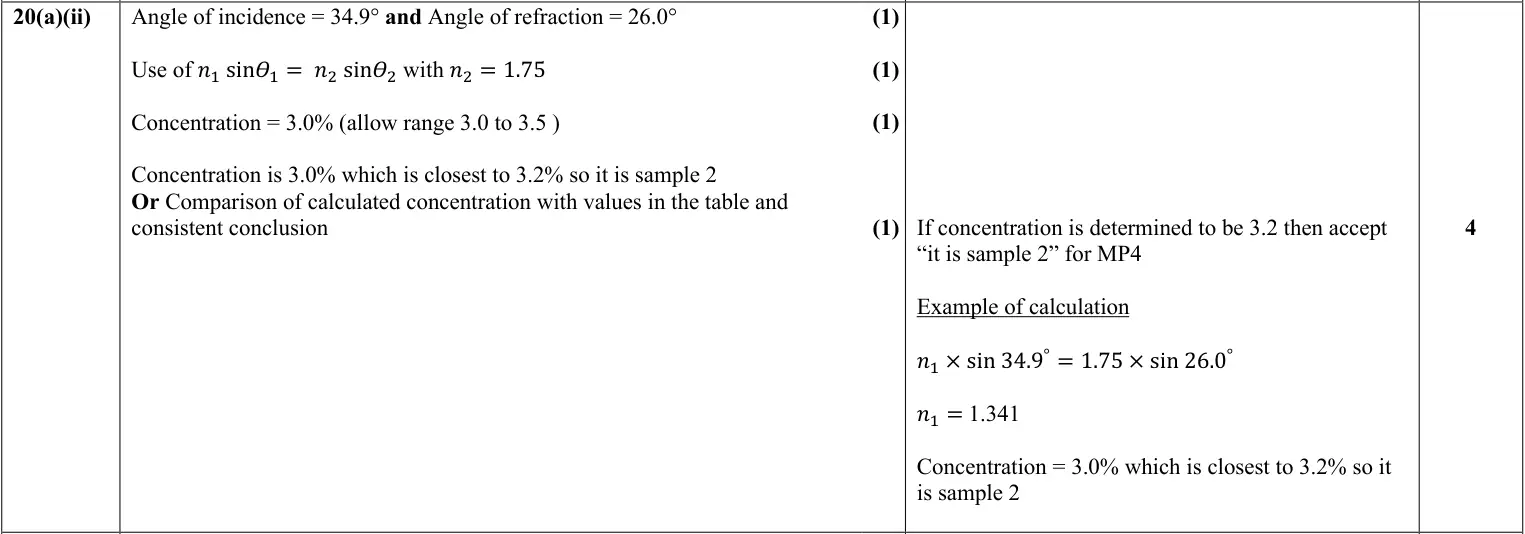 20(a)(ii)
Angle of incidence = 34.9° and Angle of refraction = 26.0° (1)
Use of 𝑛₁ sin𝜃₁ = 𝑛₂ sin𝜃₂ with 𝑛₂ = 1.75 (1)
Concentration = 3.0% (allow range 3.0 to 3.5 ) (1)
Concentration is 3.0% which is closest to 3.2% so it is sample 2
Or Comparison of calculated concentration with values in the table and
consistent conclusion (1)
If concentration is determined to be 3.2 then accept
“it is sample 2” for MP4
Example of calculation
𝑛₁ × sin 34.9° = 1.75 × sin 26.0°
𝑛₁ = 1.341
Concentration = 3.0% which is closest to 3.2% so it
is sample 2
4